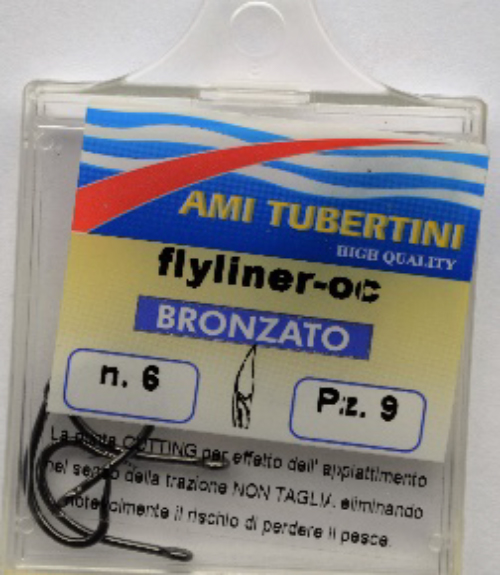 AMI TUBERTINI
HIGH QUALITY
flyliner-oc
BRONZATO
n. 6
Pz. 9
La punta CUTTING per effetto dell' appiattimento
nel senso della trazione NON TAGLIA, eliminando
notevolmente il rischio di perdere il pesce.